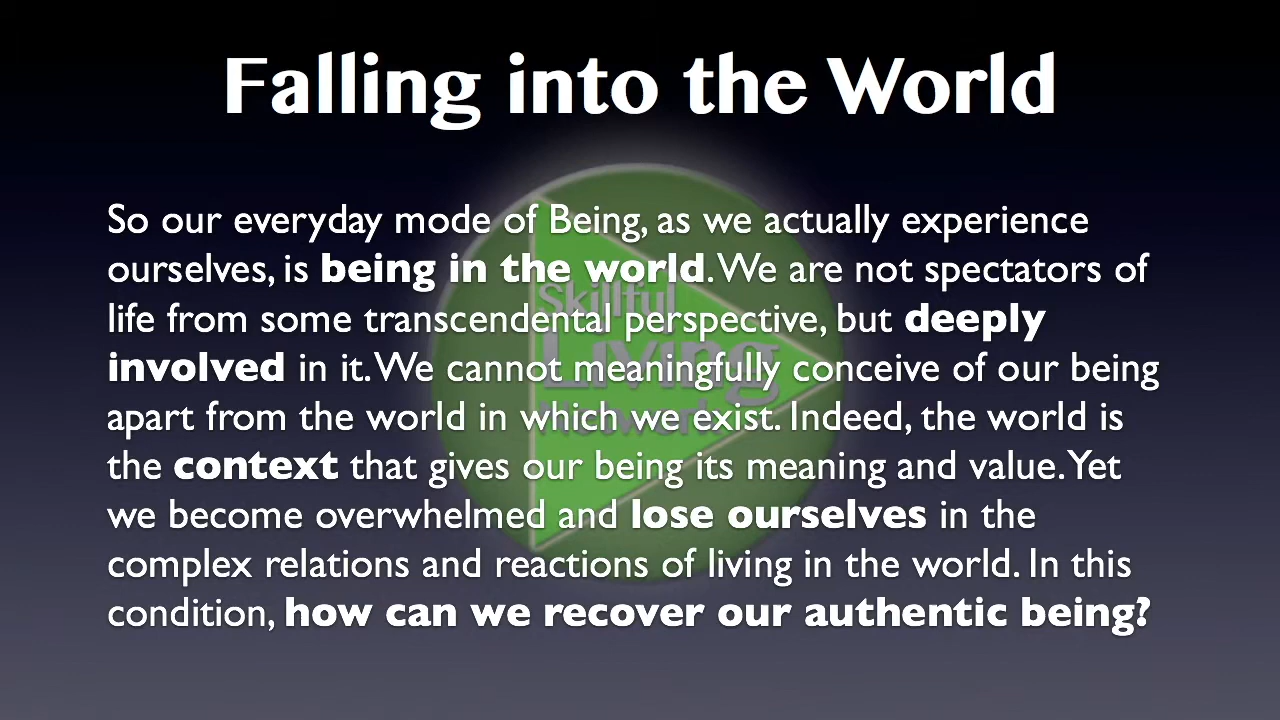 Falling into the World
So our everyday mode of Being, as we actually experience
ourselves, is being in the world. We are not spectators of
life from some transcendental perspective, but deeply
involved in it. We cannot meaningfully conceive of our being
apart from the world in which we exist. Indeed, the world is
the context that gives our being its meaning and value. Yet
we become overwhelmed and lose ourselves in the
complex relations and reactions of living in the world. In this
condition, how can we recover our authentic being?
Skillful
Living
Network